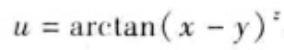 u = arctan(x − y)^z